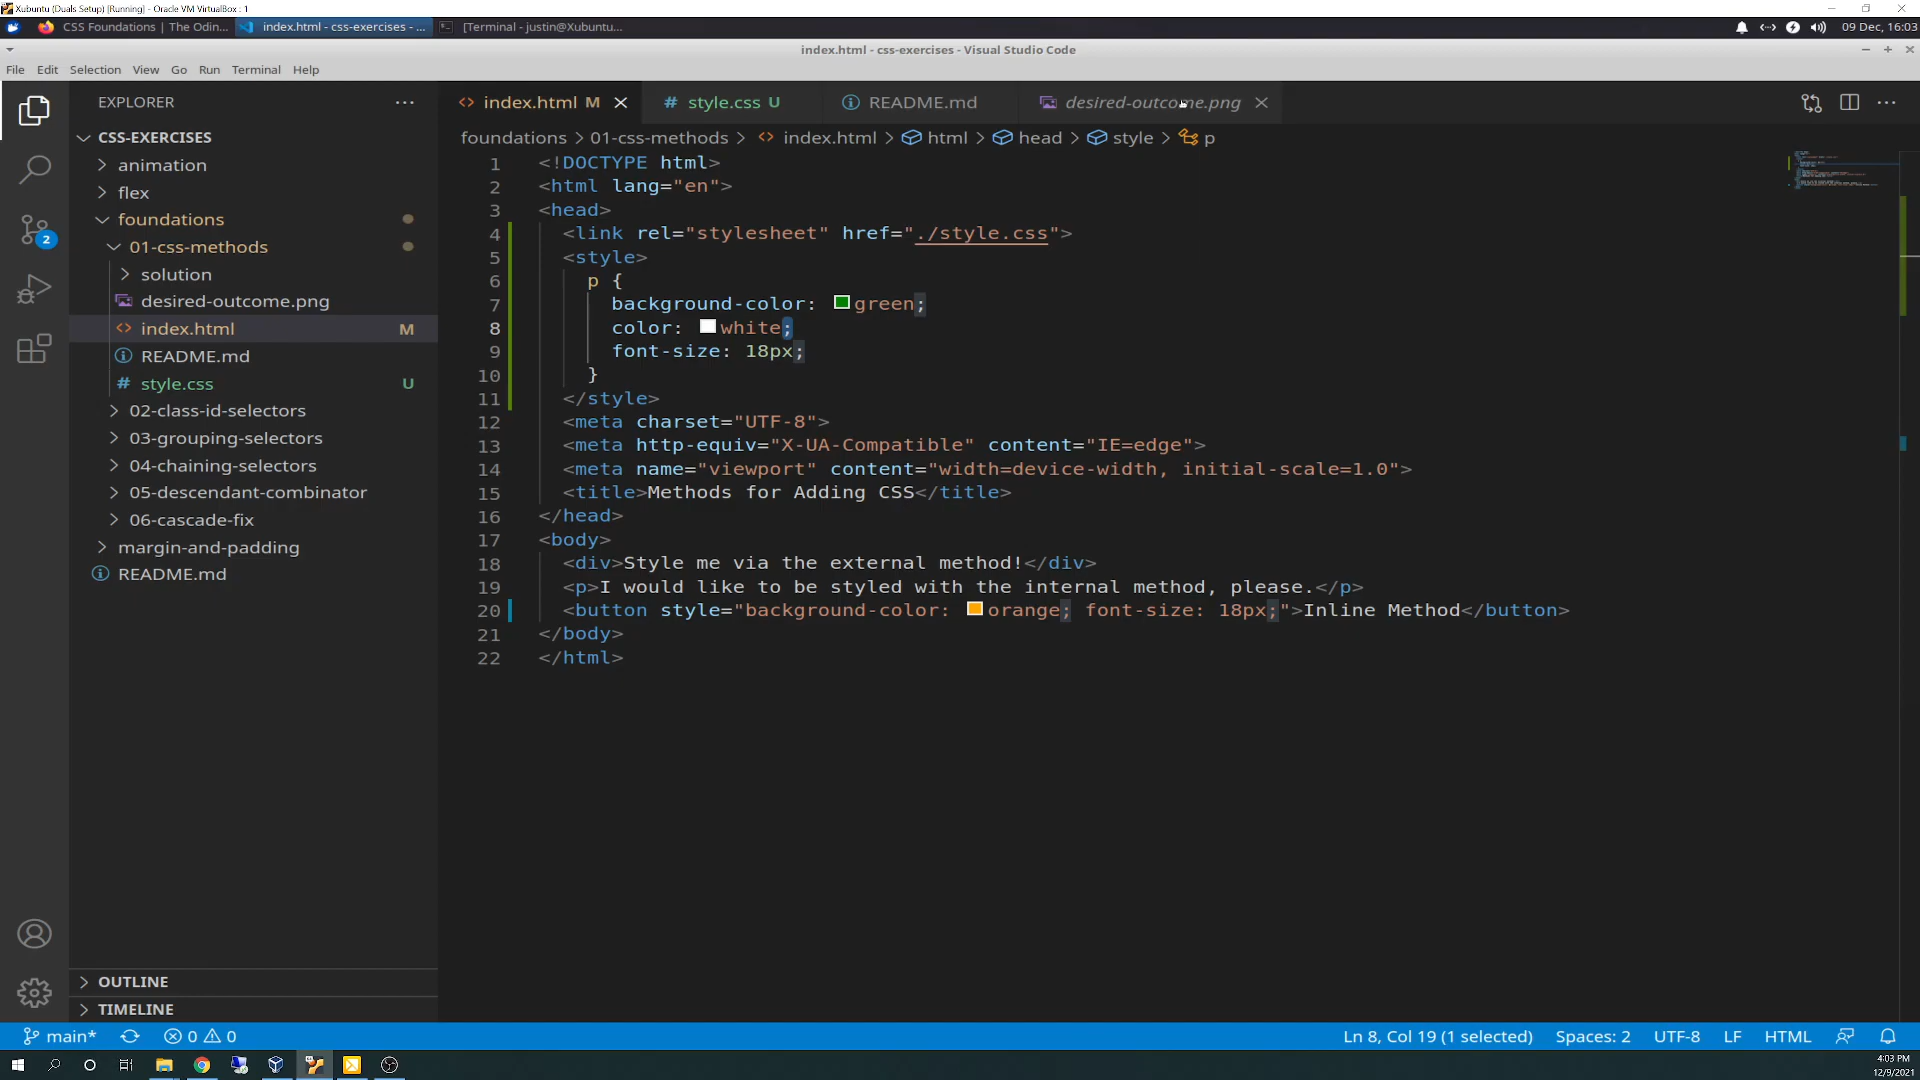 Xubuntu (Duals Setup) [Running] - Oracle VM VirtualBox : 1
CSS Foundations | The Odin...
index.html - css-exercises - ...
[Terminal - justin@Xubuntu...
09 Dec, 16:03
index.html - css-exercises - Visual Studio Code
File Edit Selection View Go Run Terminal Help
EXPLORER
index.html M
style.css U
README.md
desired-outcome.png
CSS-EXERCISES
animation
flex
foundations
01-css-methods
solution
desired-outcome.png
index.html M
README.md
style.css U
02-class-id-selectors
03-grouping-selectors
04-chaining-selectors
05-descendant-combinator
06-cascade-fix
margin-and-padding
README.md
OUTLINE
TIMELINE
2
foundations > 01-css-methods > index.html > html > head > style > p
1 <!DOCTYPE html>
2 <html lang="en">
3 <head>
4 <link rel="stylesheet" href="./style.css">
5 <style>
6 p {
7 background-color: green;
8 color: white;
9 font-size: 18px;
10 }
11 </style>
12 <meta charset="UTF-8">
13 <meta http-equiv="X-UA-Compatible" content="IE=edge">
14 <meta name="viewport" content="width=device-width, initial-scale=1.0">
15 <title>Methods for Adding CSS</title>
16 </head>
17 <body>
18 <div>Style me via the external method!</div>
19 <p>I would like to be styled with the internal method, please.</p>
20 <button style="background-color: orange; font-size: 18px;">Inline Method</button>
21 </body>
22 </html>
main* 0 0
Ln 8, Col 19 (1 selected) Spaces: 2 UTF-8 LF HTML
4:03 PM
12/9/2021